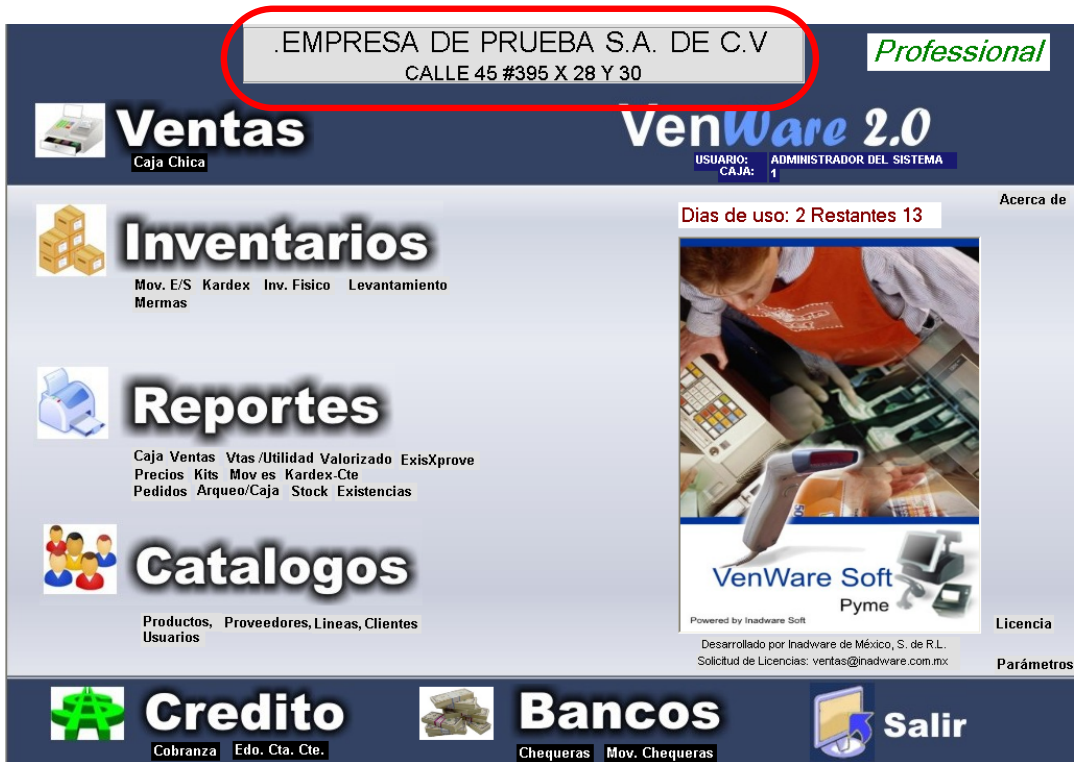 .EMPRESA DE PRUEBA S.A. DE C.V
CALLE 45 #395 X 28 Y 30
Professional
Ventas
Caja Chica
VenWare 2.0
USUARIO: ADMINISTRADOR DEL SISTEMA
CAJA: 1
Acerca de
Dias de uso: 2 Restantes 13
Inventarios
Mov. E/S Kardex Inv. Fisico Levantamiento
Mermas
Reportes
Caja Ventas Vtas /Utilidad Valorizado ExisXprove
Precios Kits Mov es Kardex-Cte
Pedidos Arqueo/Caja Stock Existencias
Catalogos
Productos, Proveedores, Lineas, Clientes
Usuarios
VenWare Soft
Pyme
Powered by Inadware Soft
Desarrollado por Inadware de México, S. de R.L.
Solicitud de Licencias: ventas@inadware.com.mx
Licencia
Parámetros
Credito
Cobranza Edo. Cta. Cte.
Bancos
Chequeras Mov. Chequeras
Salir